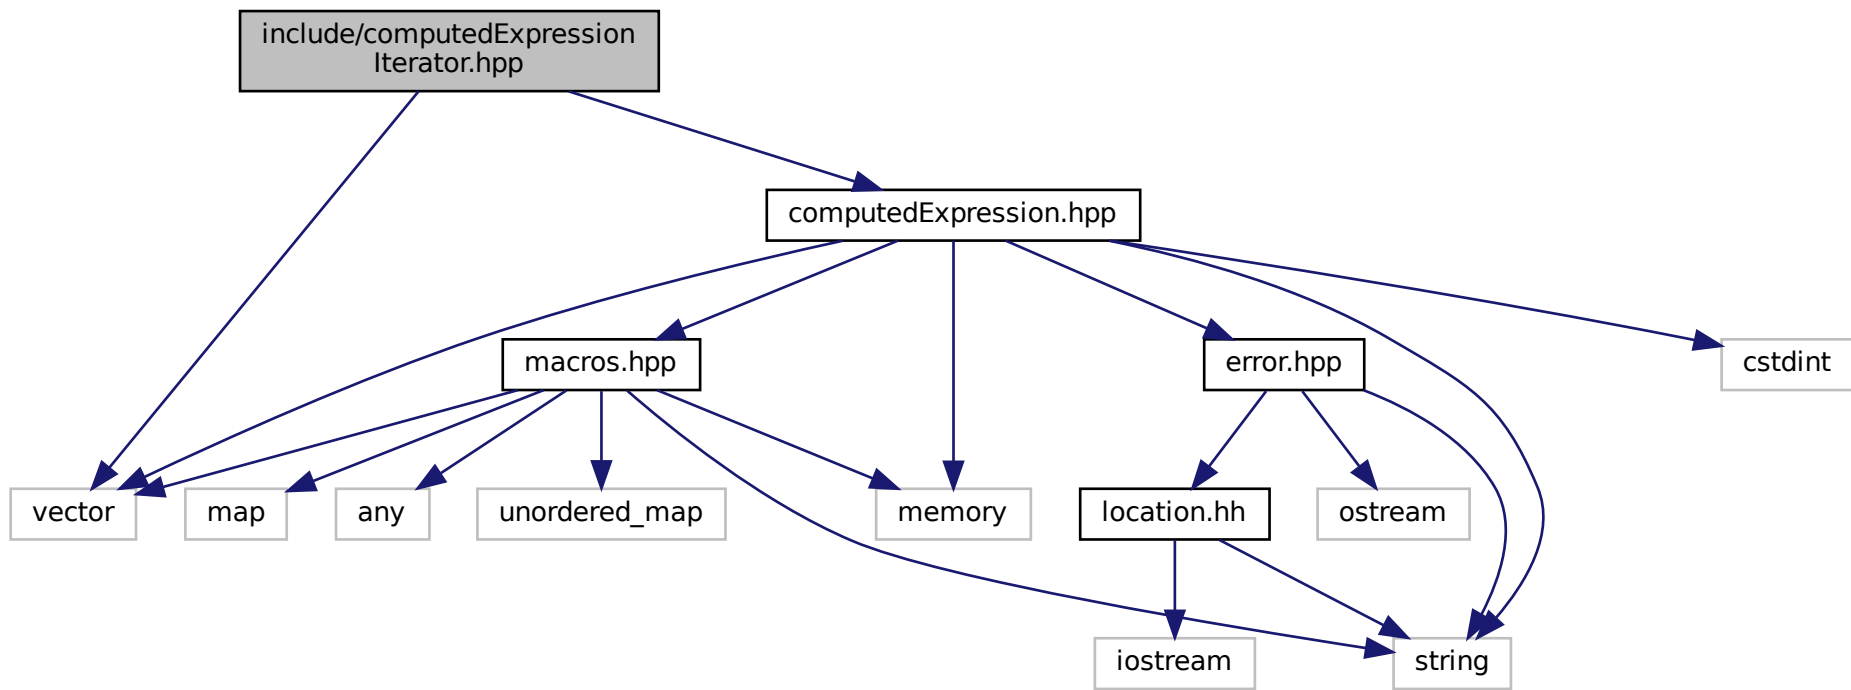 include/computedExpression
Iterator.hpp
computedExpression.hpp
macros.hpp
error.hpp
cstdint
vector
map
any
unordered_map
memory
location.hh
ostream
iostream
string